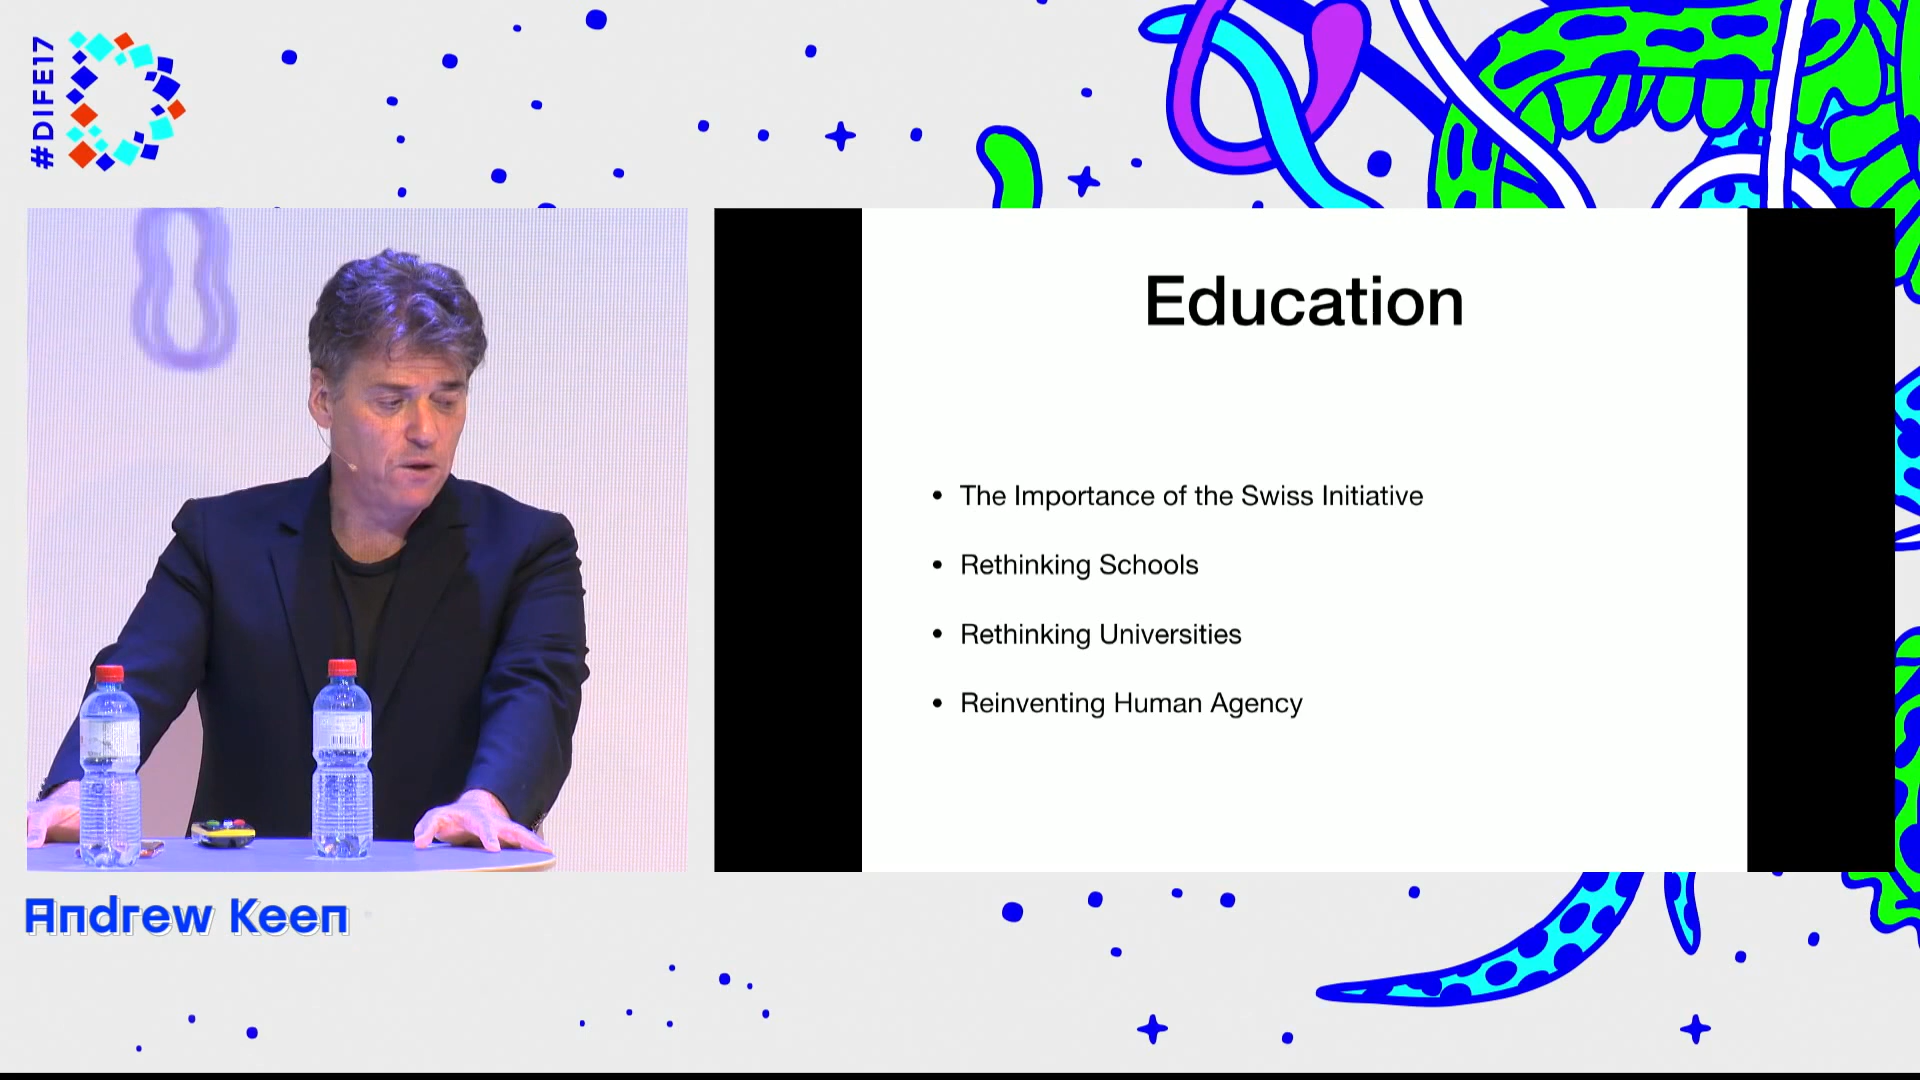 #DIFE17
Education
• The Importance of the Swiss Initiative
• Rethinking Schools
• Rethinking Universities
• Reinventing Human Agency
Andrew Keen